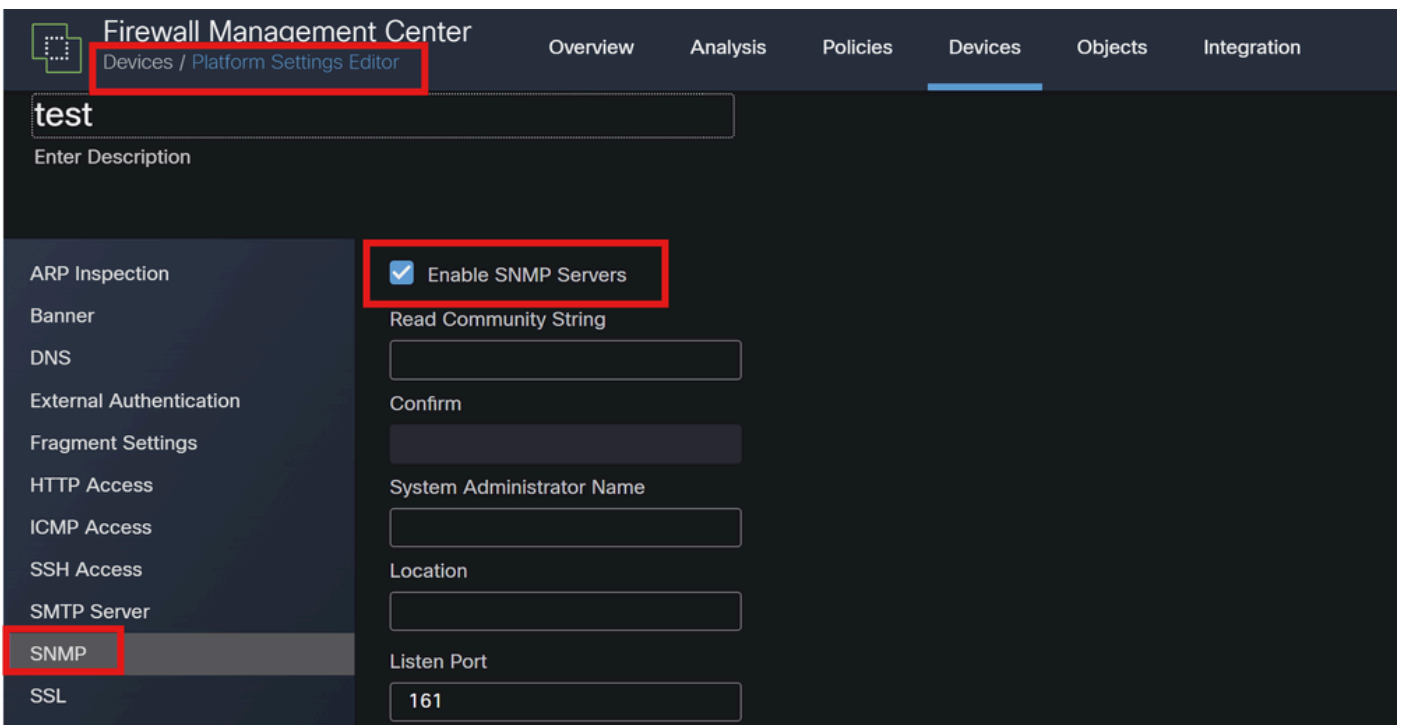 Firewall Management Center
Devices / Platform Settings Editor
Overview
Analysis
Policies
Devices
Objects
Integration
test
Enter Description
ARP Inspection
Banner
DNS
External Authentication
Fragment Settings
HTTP Access
ICMP Access
SSH Access
SMTP Server
SNMP
SSL
Enable SNMP Servers
Read Community String
Confirm
System Administrator Name
Location
Listen Port
161